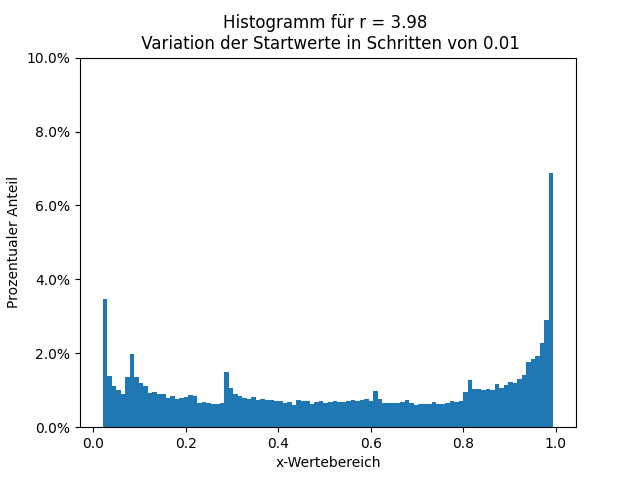 Histogramm für r = 3.98
Variation der Startwerte in Schritten von 0.01
10.0%
8.0%
6.0%
4.0%
2.0%
0.0%
Prozentualer Anteil
0.0 0.2 0.4 0.6 0.8 1.0
x-Wertebereich